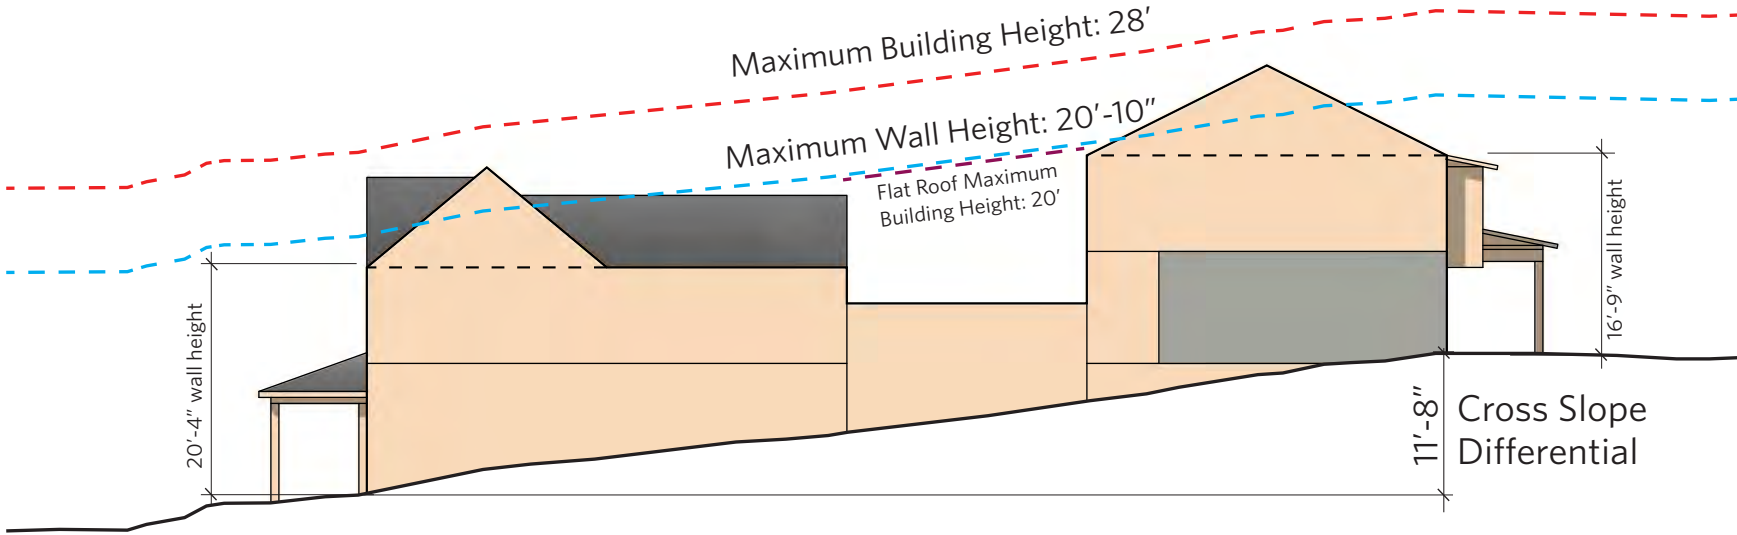 Maximum Building Height: 28′
Maximum Wall Height: 20′-10″
Flat Roof Maximum
Building Height: 20′
20′-4″ wall height
16′-9″ wall height
11′-8″
Cross Slope
Differential